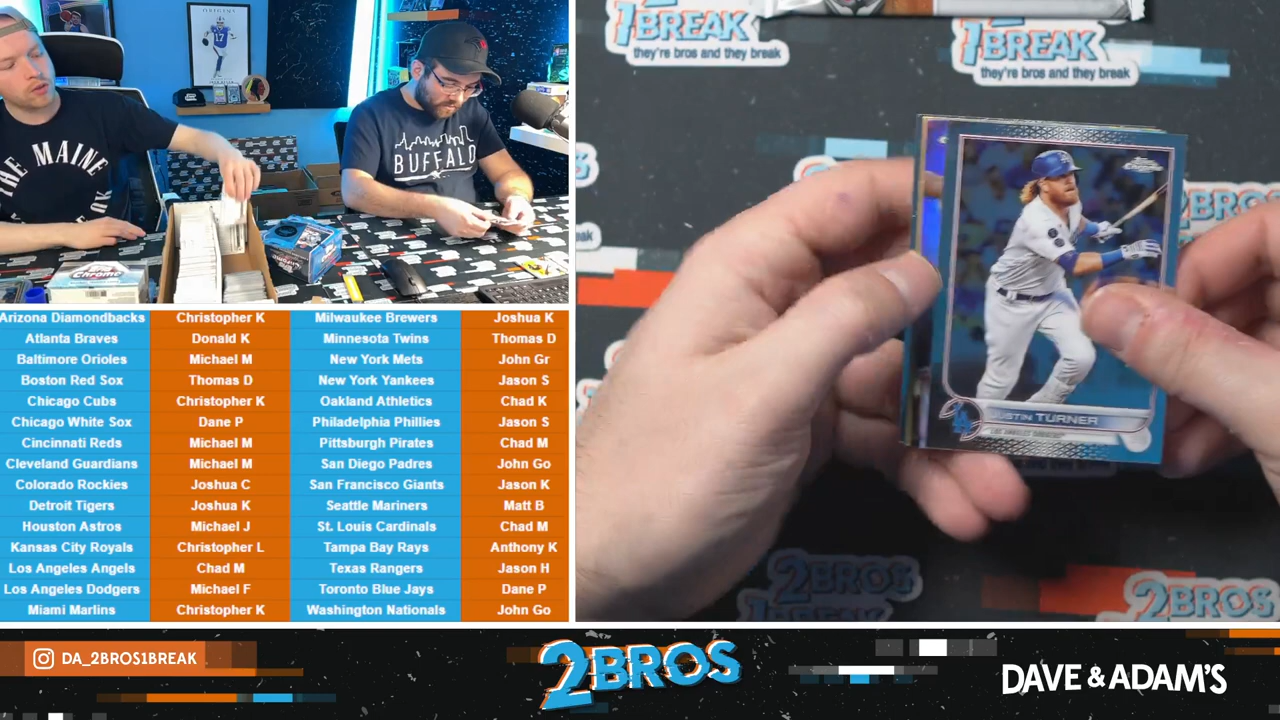 17
THE MAINE
BUFFALO
Chrome
1BREAK
they're bros and they break
1BREAK
they're bros and they break
2BROS
JUSTIN TURNER
LA
2BROS
2BROS
Arizona Diamondbacks Christopher K Milwaukee Brewers Joshua K
Atlanta Braves Donald K Minnesota Twins Thomas D
Baltimore Orioles Michael M New York Mets John Gr
Boston Red Sox Thomas D New York Yankees Jason S
Chicago Cubs Christopher K Oakland Athletics Chad K
Chicago White Sox Dane P Philadelphia Phillies Jason S
Cincinnati Reds Michael M Pittsburgh Pirates Chad M
Cleveland Guardians Michael M San Diego Padres John Go
Colorado Rockies Joshua C San Francisco Giants Jason K
Detroit Tigers Joshua K Seattle Mariners Matt B
Houston Astros Michael J St. Louis Cardinals Chad M
Kansas City Royals Christopher L Tampa Bay Rays Anthony K
Los Angeles Angels Chad M Texas Rangers Jason H
Los Angeles Dodgers Michael F Toronto Blue Jays Dane P
Miami Marlins Christopher K Washington Nationals John Go
DA_2BROS1BREAK
2BROS
DAVE & ADAM'S